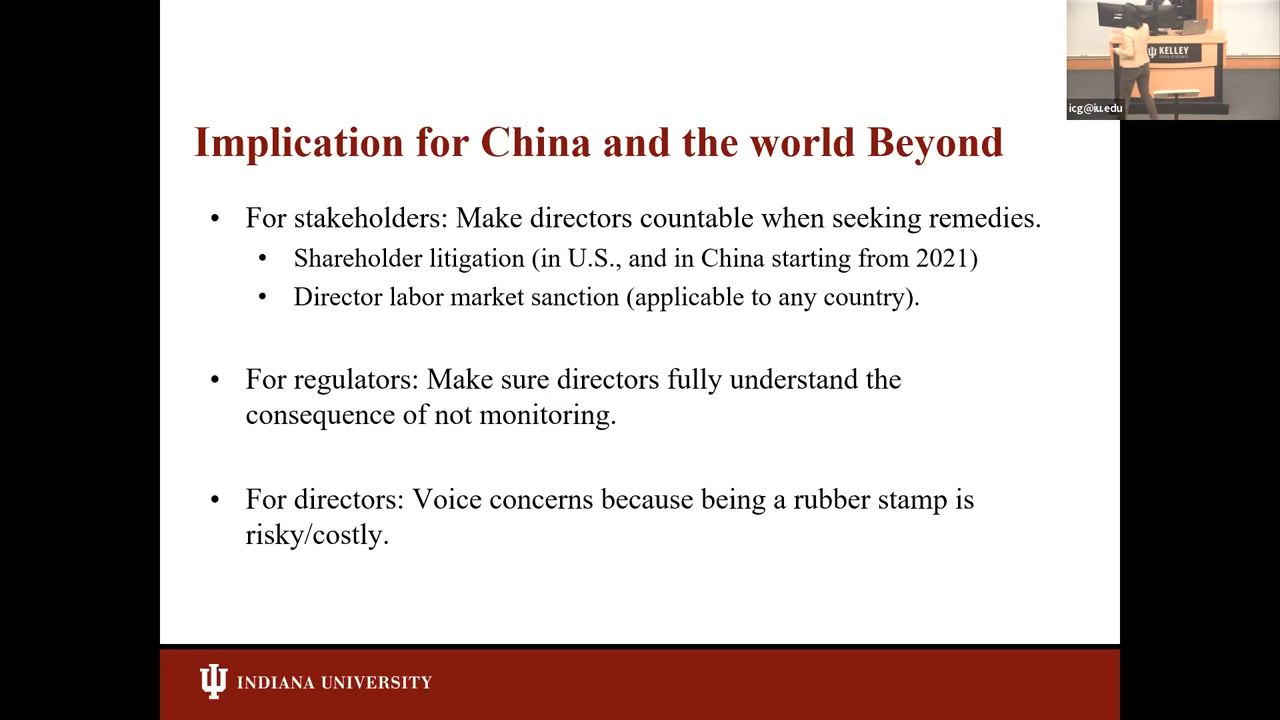 KELLEY
icg@iu.edu
Implication for China and the world Beyond
• For stakeholders: Make directors countable when seeking remedies.
• Shareholder litigation (in U.S., and in China starting from 2021)
• Director labor market sanction (applicable to any country).
• For regulators: Make sure directors fully understand the
consequence of not monitoring.
• For directors: Voice concerns because being a rubber stamp is
risky/costly.
INDIANA UNIVERSITY